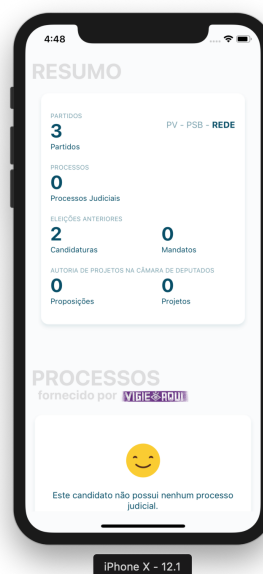 4:48
RESUMO
PARTIDOS
3
Partidos
PV - PSB - REDE
PROCESSOS
0
Processos Judiciais
ELEIÇÕES ANTERIORES
2 0
Candidaturas Mandatos
AUTORIA DE PROJETOS NA CÂMARA DE DEPUTADOS
0 0
Proposições Projetos
PROCESSOS
fornecido por VIGIE AQUI
Este candidato não possui nenhum processo
judicial.
iPhone X - 12.1